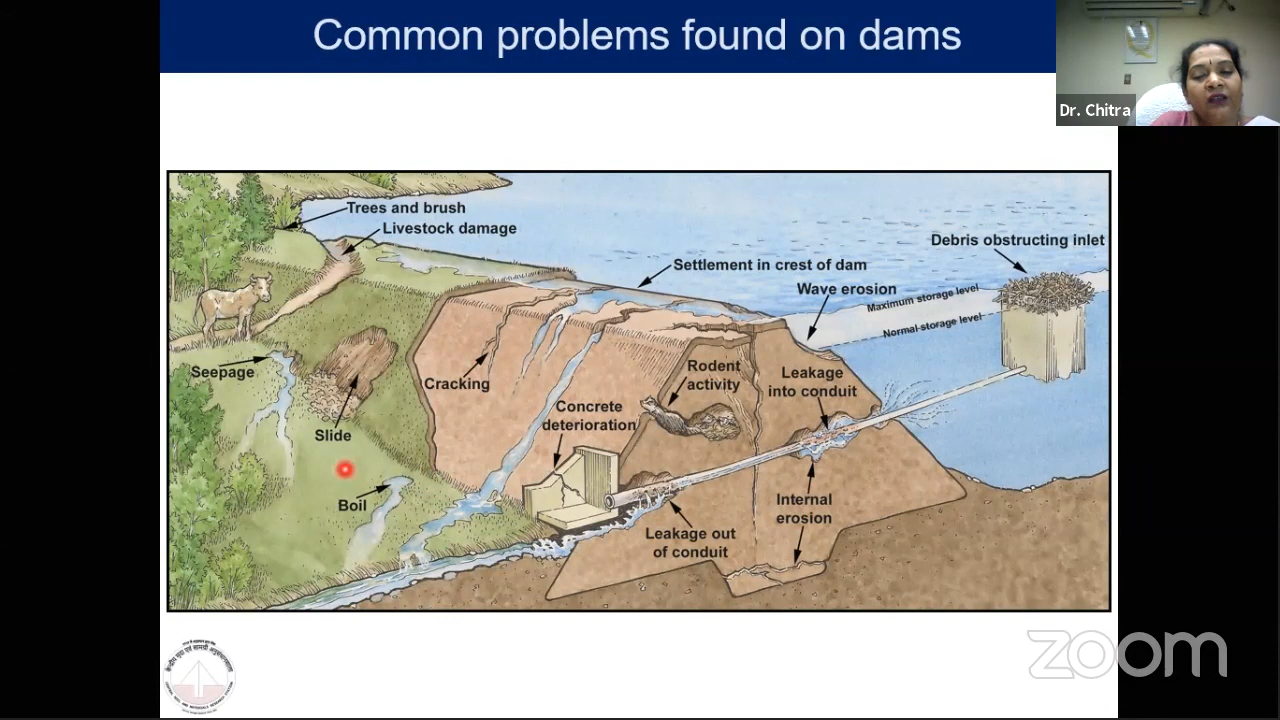 Common problems found on dams
Dr. Chitra
Trees and brush
Livestock damage
Debris obstructing inlet
Settlement in crest of dam
Wave erosion
Maximum storage level
Normal storage level
Seepage
Cracking
Rodent
activity
Leakage
into conduit
Concrete
deterioration
Slide
Boil
Internal
erosion
Leakage out
of conduit
zoom